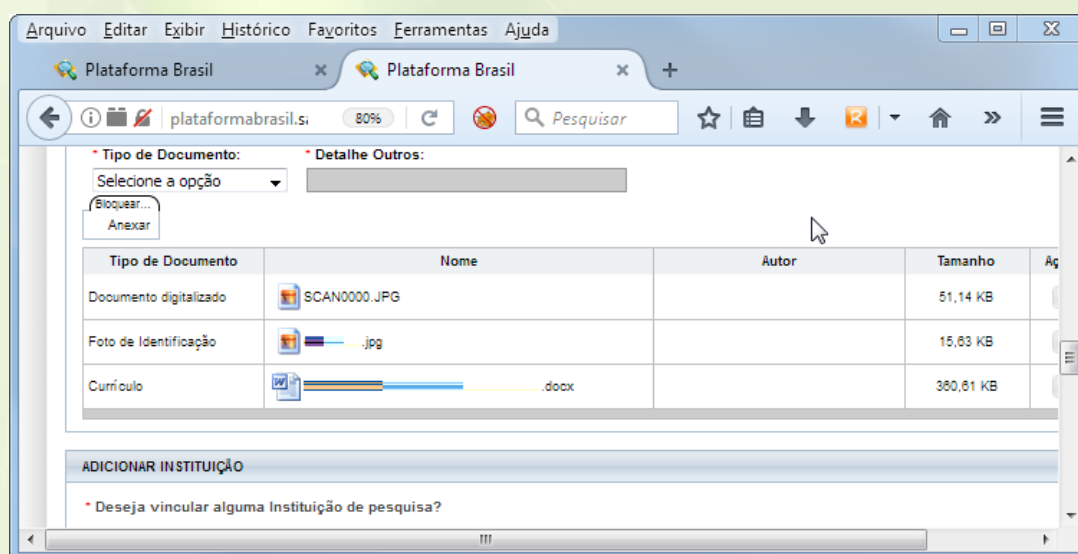 Arquivo Editar Exibir Histórico Favoritos Ferramentas Ajuda
Plataforma Brasil Plataforma Brasil
plataformabrasil.s 80% Pesquisar
* Tipo de Documento: * Detalhe Outros:
Selecione a opção
Bloquear...
Anexar
Tipo de Documento Nome Autor Tamanho Aç
Documento digitalizado SCAN0000.JPG 51,14 KB
Foto de Identificação .jpg 15,63 KB
Currículo .docx 360,61 KB
ADICIONAR INSTITUIÇÃO
* Deseja vincular alguma Instituição de pesquisa?